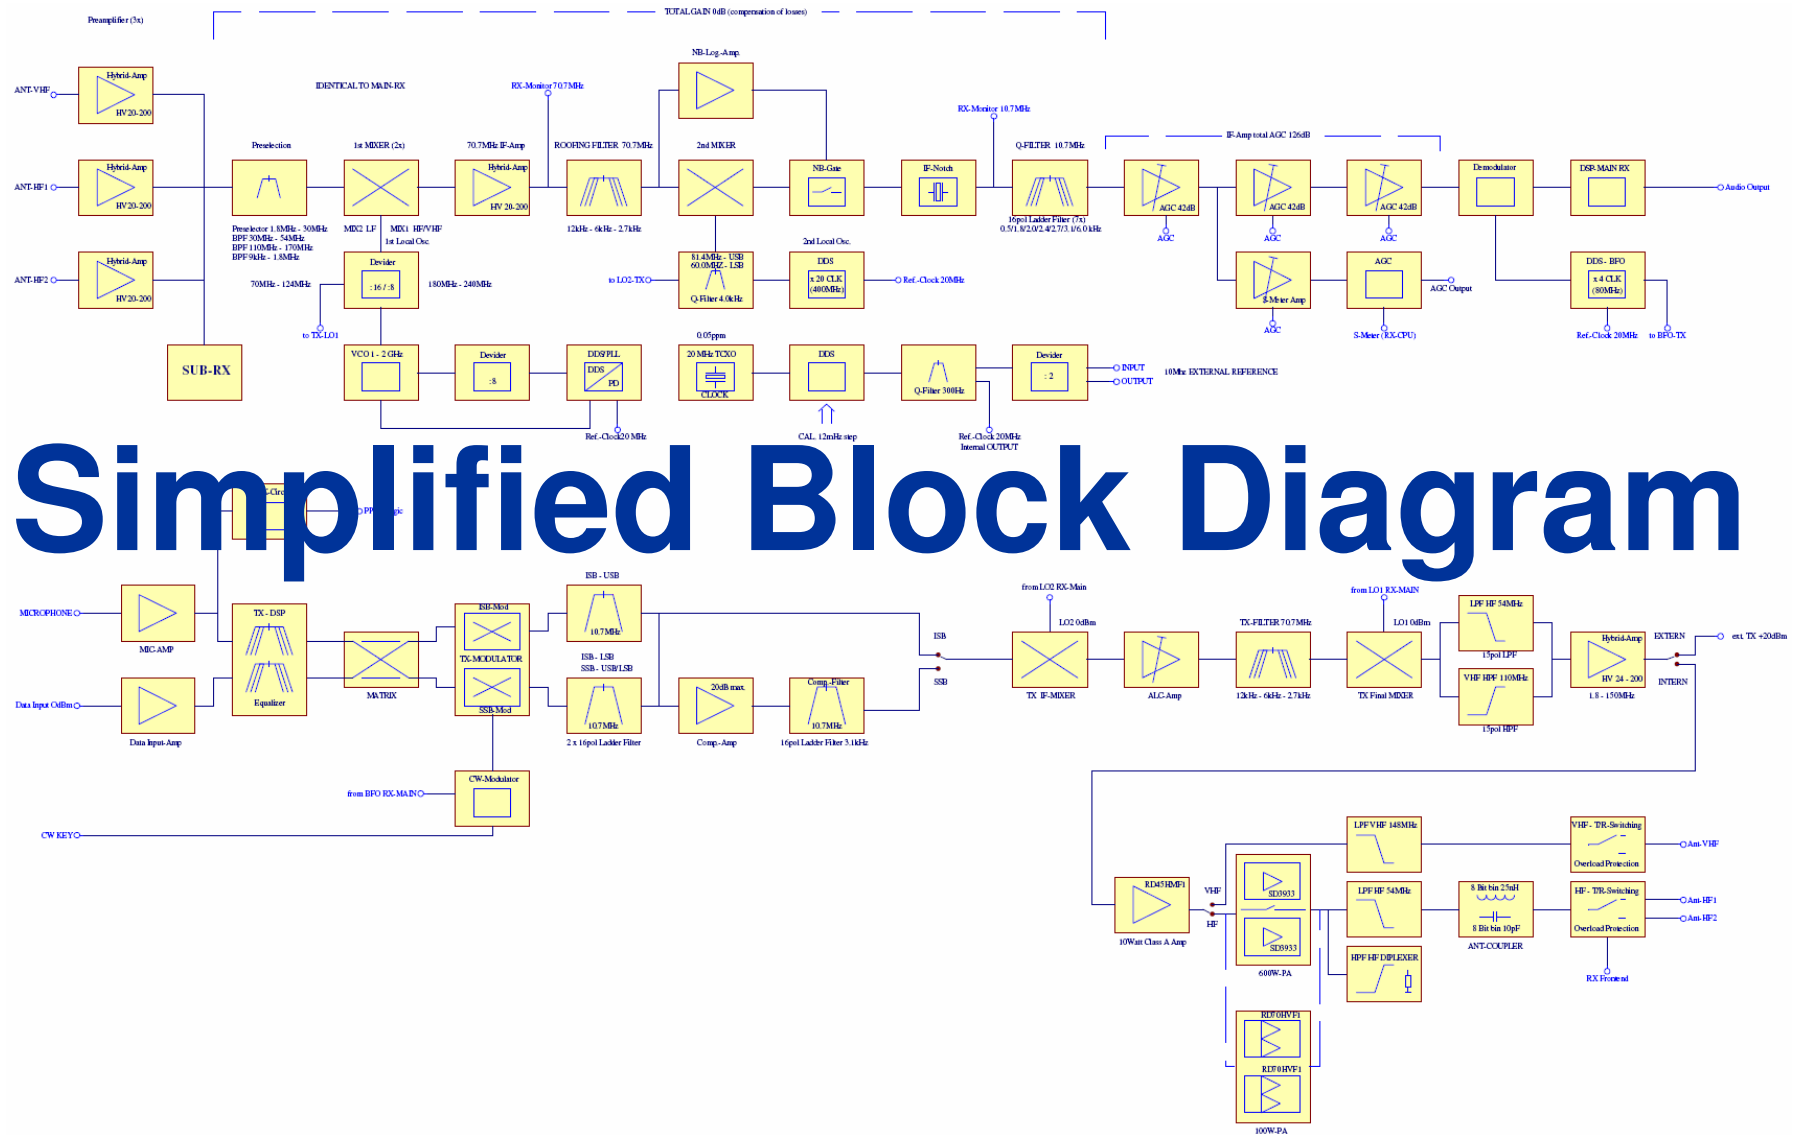 TOTAL GAIN 0dB (compensation of losses)
Preamplifier (3x)
NB-Log.-Amp.
Hybrid-Amp
HV20-200
ANT-VHF
IDENTICAL TO MAIN-RX
RX-Monitor 70.7MHz
RX-Monitor 10.7MHz
IF-Amp total AGC 126dB
Preselection
1st MIXER (2x)
70.7MHz IF-Amp
ROOFING FILTER 70.7MHz
2nd MIXER
Q-FILTER 10.7MHz
ANT-HF1
Hybrid-Amp
HV20-200
Hybrid-Amp
HV 20-200
NB-Gate
IF-Notch
AGC 42dB
AGC 42dB
AGC 42dB
Demodulator
DSP-MAIN RX
Audio Output
Preselector 1.8MHz - 30MHz
BPF 30MHz - 54MHz
BPF 110MHz - 170MHz
BPF 9kHz - 1.8MHz
MIX2 LF
MIX1 HF/VHF
1st Local Osc.
12kHz - 6kHz - 2.7kHz
16pol Ladder Filter (7x)
0.5/1.8/2.0/2.4/2.7/3.1/6.0 kHz
AGC
AGC
AGC
2nd Local Osc.
ANT-HF2
Hybrid-Amp
HV20-200
70MHz - 124MHz
Devider
: 16 / : 8
180MHz - 240MHz
to TX-LO1
to LO2-TX
81.4MHz - USB
60.0MHZ - LSB
Q-Filter 4.0kHz
DDS
x 20 CLK
(400MHz)
Ref.-Clock 20MHz
S-Meter Amp
AGC
AGC
AGC Output
S-Meter (RX-CPU)
DDS - BFO
x 4 CLK
(80MHz)
Ref.-Clock 20MHz
to BFO-TX
SUB-RX
VCO 1 - 2 GHz
Devider
: 8
DDS/PLL
DDS
PD
Ref.-Clock20 MHz
0.05ppm
20 MHz TCXO
CLOCK
DDS
CAL. 12mHz step
Q-Filter 300Hz
Ref.-Clock 20MHz
Internal OUTPUT
Devider
: 2
INPUT
OUTPUT
10Mhz EXTERNAL REFERENCE
Simplified Block Diagram
MICROPHONE
MIC-AMP
Data Input OdBm
Data Input-Amp
TX - DSP
Equalizer
MATRIX
ISB-Mod
TX-MODULATOR
SSB-Mod
ISB - USB
10.7MHz
ISB - LSB
SSB - USB/LSB
10.7MHz
2 x 16pol Ladder Filter
20dB max.
Comp.-Amp
Comp.-Filter
10.7MHz
16pol Ladder Filter 3.1kHz
ISB
SSB
from LO2 RX-Main
LO2 0dBm
TX IF-MIXER
ALC-Amp
TX-FILTER 70.7MHz
12kHz - 6kHz - 2.7kHz
from LO1 RX-MAIN
LO1 0dBm
TX Final MIXER
LPF HF 54MHz
15pol LPF
VHF HPF 110MHz
15pol HPF
Hybrid-Amp
HV 24 - 200
1.8 - 150MHz
EXTERN
INTERN
ext. TX +20dBm
from BFO RX-MAIN
CW-Modulator
CW KEY
RD45HMF1
10Watt Class A Amp
VHF
HF
SD3933
SD3933
600W-PA
RD70HVF1
RD70HVF1
100W-PA
LPF VHF 148MHz
LPF HF 54MHz
HPF HF DIPLEXER
8 Bit bin 25nH
8 Bit bin 10pF
ANT-COUPLER
VHF - T/R-Switching
Overload Protection
HF - T/R-Switching
Overload Protection
Ant-VHF
Ant-HF1
Ant-HF2
RX Frontend